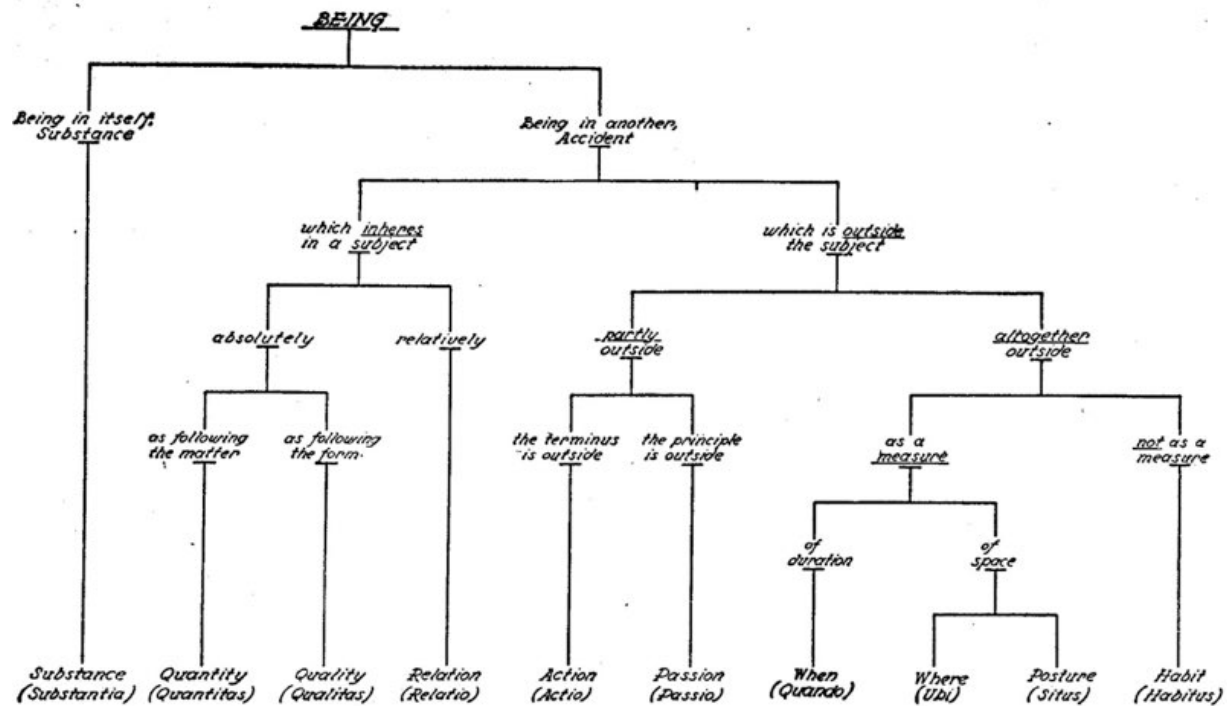 BEING
Being in itself,
Substance
Being in another,
Accident
which inheres
in a subject
which is outside
the subject
absolutely
relatively
partly
outside
altogether
outside
as following
the matter
as following
the form.
the terminus
is outside
the principle
is outside
as a
measure
not as a
measure
of
duration
of
space
Substance
(Substantia)
Quantity
(Quantitas)
Quality
(Qualitas)
Relation
(Relatio)
Action
(Actio)
Passion
(Passio)
When
(Quando)
Where
(Ubi)
Posture
(Situs)
Habit
(Habitus)